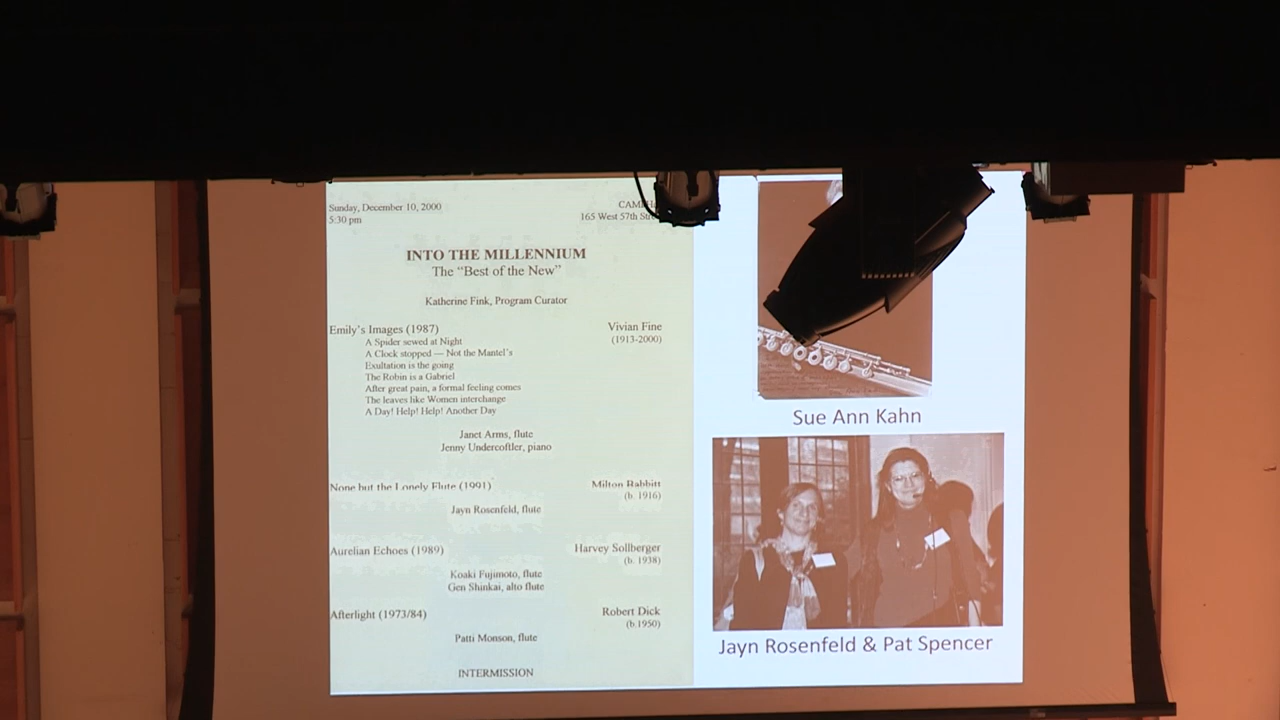 Sunday, December 10, 2000
5:30 pm
165 West 57th
INTO THE MILLENNIUM
The “Best of the New”
Katherine Fink, Program Curator
Emily's Images (1987)
Vivian Fine
(1913-2000)
A Spider sewed at Night
A Clock stopped — Not the Mantel's
Exultation is the going
The Robin is a Gabriel
After great pain, a formal feeling comes
The leaves like Women interchange
A Day! Help! Help! Another Day
Janet Arms, flute
Jenny Undercofler, piano
None but the Lonely Flute (1991)
Milton Babbitt
(b. 1916)
Jayn Rosenfeld, flute
Aurelian Echoes (1989)
Harvey Sollberger
(b. 1938)
Koaki Fujimoto, flute
Gen Shinkai, alto flute
Afterlight (1973/84)
Robert Dick
(b.1950)
Patti Monson, flute
INTERMISSION
Sue Ann Kahn
Jayn Rosenfeld & Pat Spencer